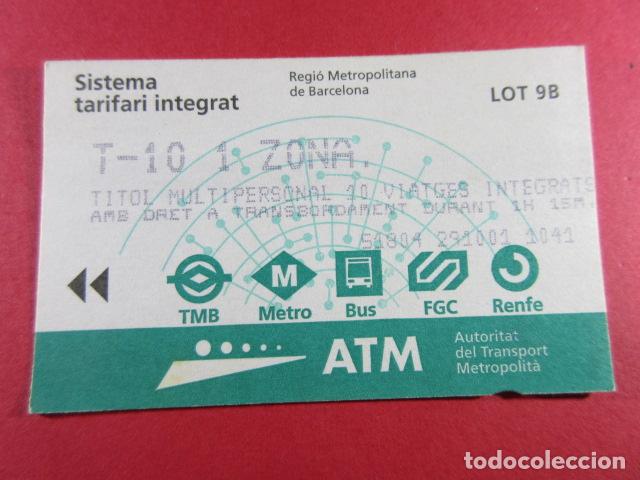 Sistema
tarifari integrat
Regió Metropolitana
de Barcelona
LOT 9B
T-10 1 ZONA.
TITOL MULTIPERSONAL 10 VIATGES INTEGRATS
AMB DRET A TRANSBORDAMENT DURANT 1H 15M.
51804 291001 1041
M
TMB
Metro
Bus
FGC
Renfe
ATM
Autoritat
del Transport
Metropolità
todocoleccion.net